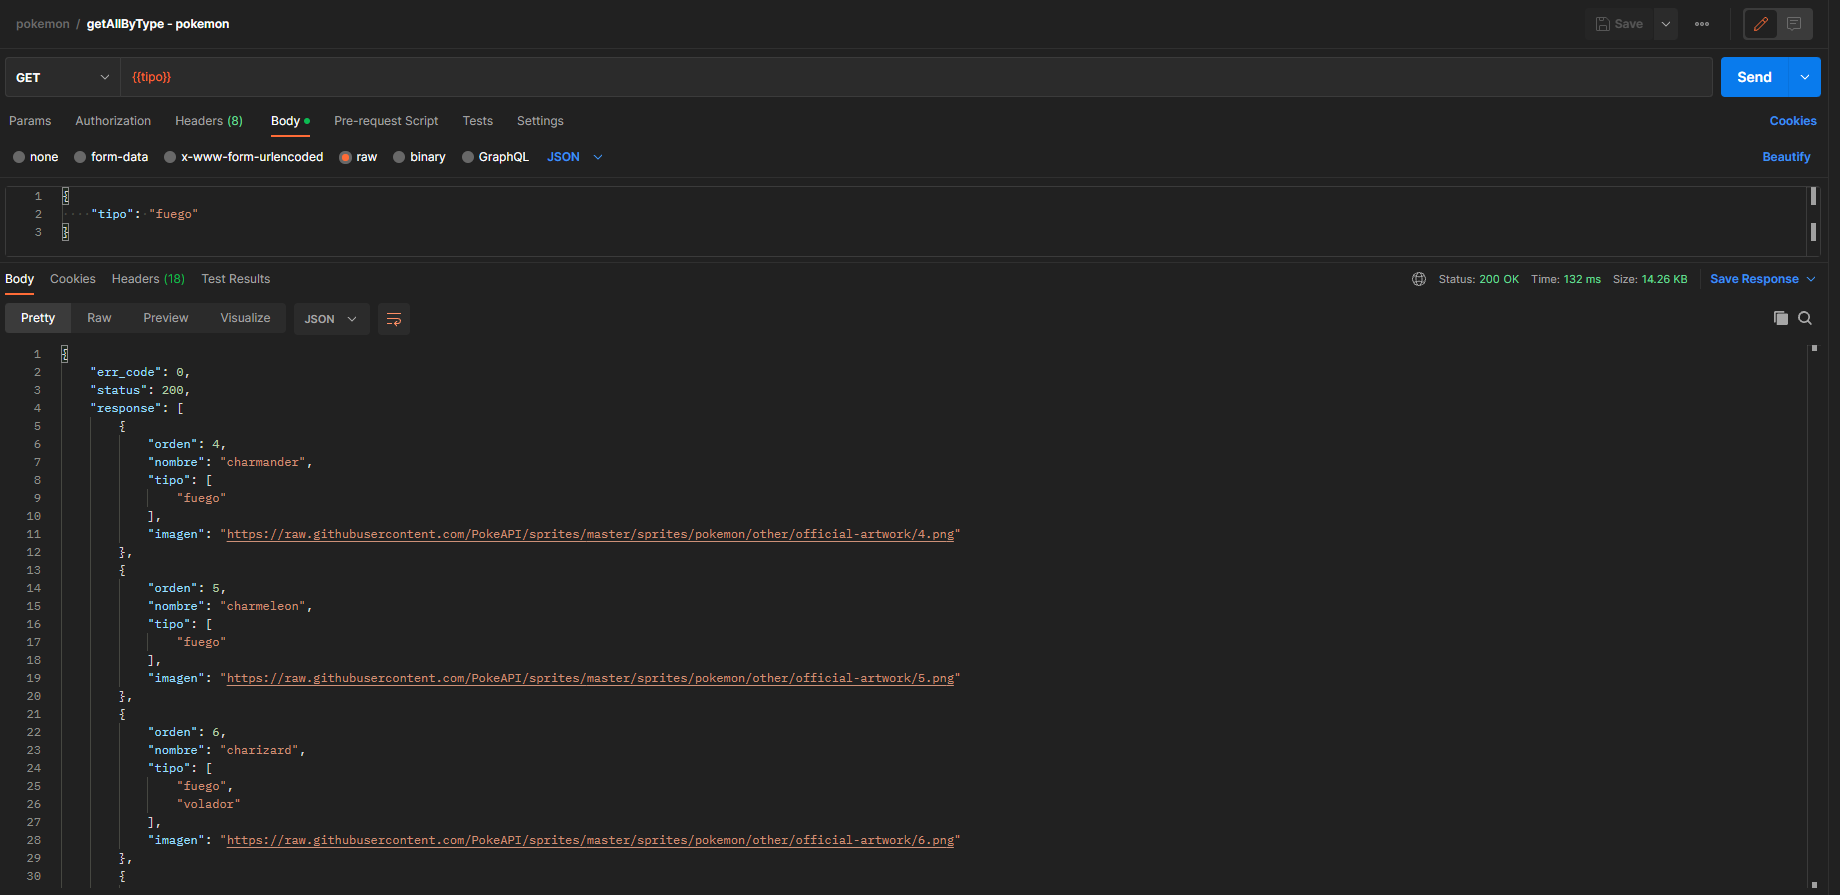 pokemon / getAllByType - pokemon
Save
GET {{tipo}} Send
Params Authorization Headers (8) Body Pre-request Script Tests Settings Cookies
none form-data x-www-form-urlencoded raw binary GraphQL JSON Beautify
1 {
2 "tipo": "fuego"
3 }
Body Cookies Headers (18) Test Results Status: 200 OK Time: 132 ms Size: 14.26 KB Save Response
Pretty Raw Preview Visualize JSON
1 {
2 "err_code": 0,
3 "status": 200,
4 "response": [
5 {
6 "orden": 4,
7 "nombre": "charmander",
8 "tipo": [
9 "fuego"
10 ],
11 "imagen": "https://raw.githubusercontent.com/PokeAPI/sprites/master/sprites/pokemon/other/official-artwork/4.png"
12 },
13 {
14 "orden": 5,
15 "nombre": "charmeleon",
16 "tipo": [
17 "fuego"
18 ],
19 "imagen": "https://raw.githubusercontent.com/PokeAPI/sprites/master/sprites/pokemon/other/official-artwork/5.png"
20 },
21 {
22 "orden": 6,
23 "nombre": "charizard",
24 "tipo": [
25 "fuego",
26 "volador"
27 ],
28 "imagen": "https://raw.githubusercontent.com/PokeAPI/sprites/master/sprites/pokemon/other/official-artwork/6.png"
29 },
30 {